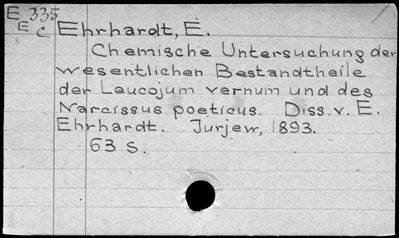 E 335
E c Ehrhardt, E.
Chemische Untersuchung der
wesentlichen Bestandtheile
der Leucojum vernum und des
Narcissus poeticus. Diss. v. E.
Ehrhardt. Jurjew, 1893.
63 S.